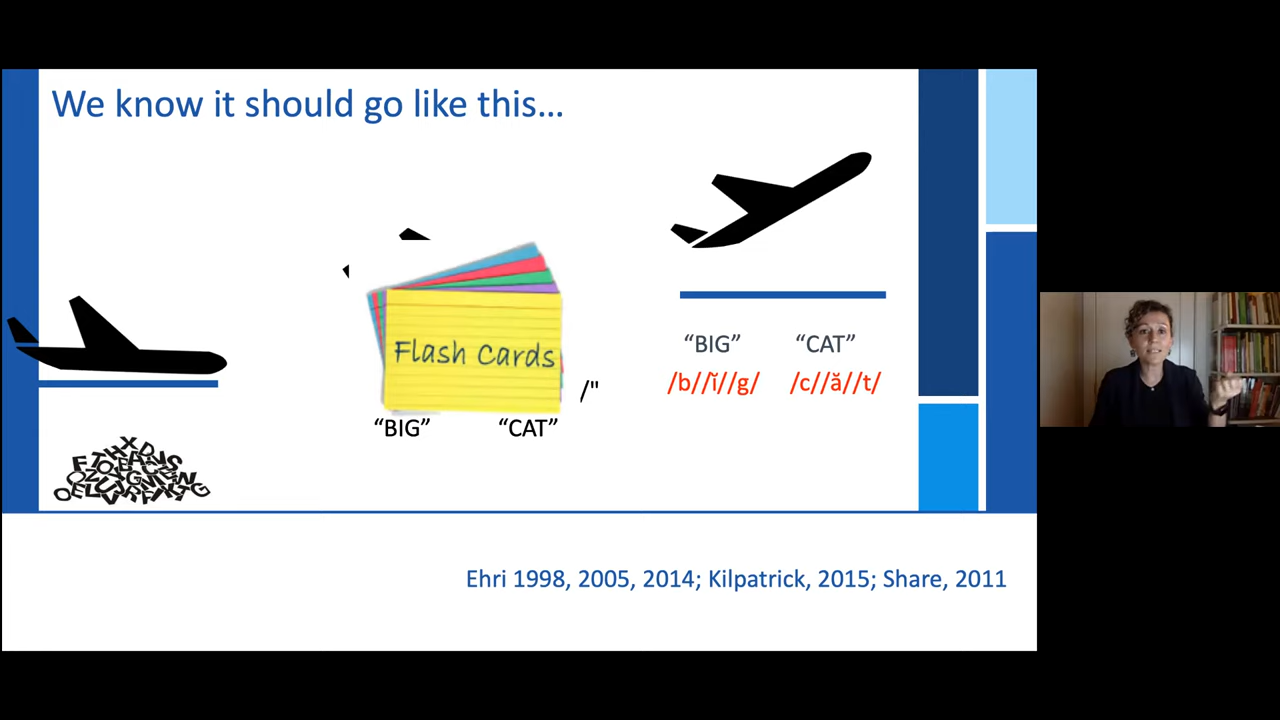 We know it should go like this…
Flash Cards
/"
“BIG” “CAT”
“BIG” “CAT”
/b//ĭ//g/ /c//ă//t/
Ehri 1998, 2005, 2014; Kilpatrick, 2015; Share, 2011